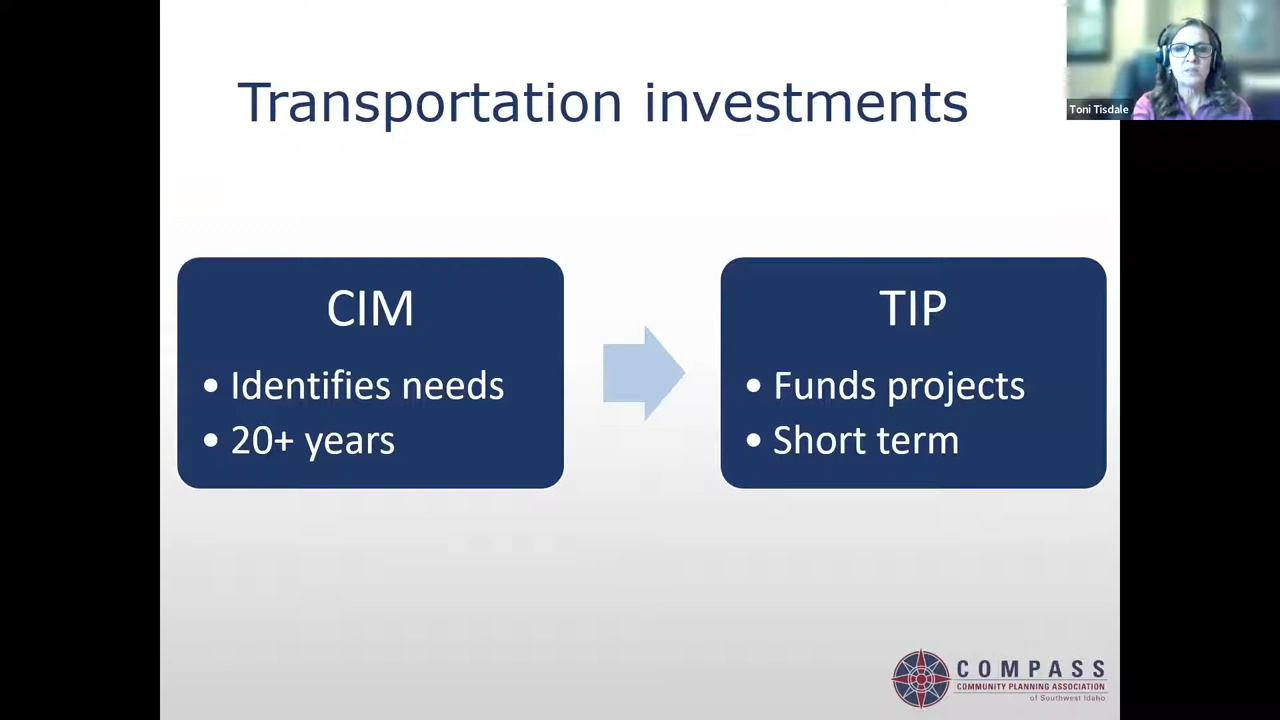 Transportation investments
Toni Tisdale
CIM
• Identifies needs
• 20+ years
TIP
• Funds projects
• Short term
COMPASS
COMMUNITY PLANNING ASSOCIATION
of Southwest Idaho